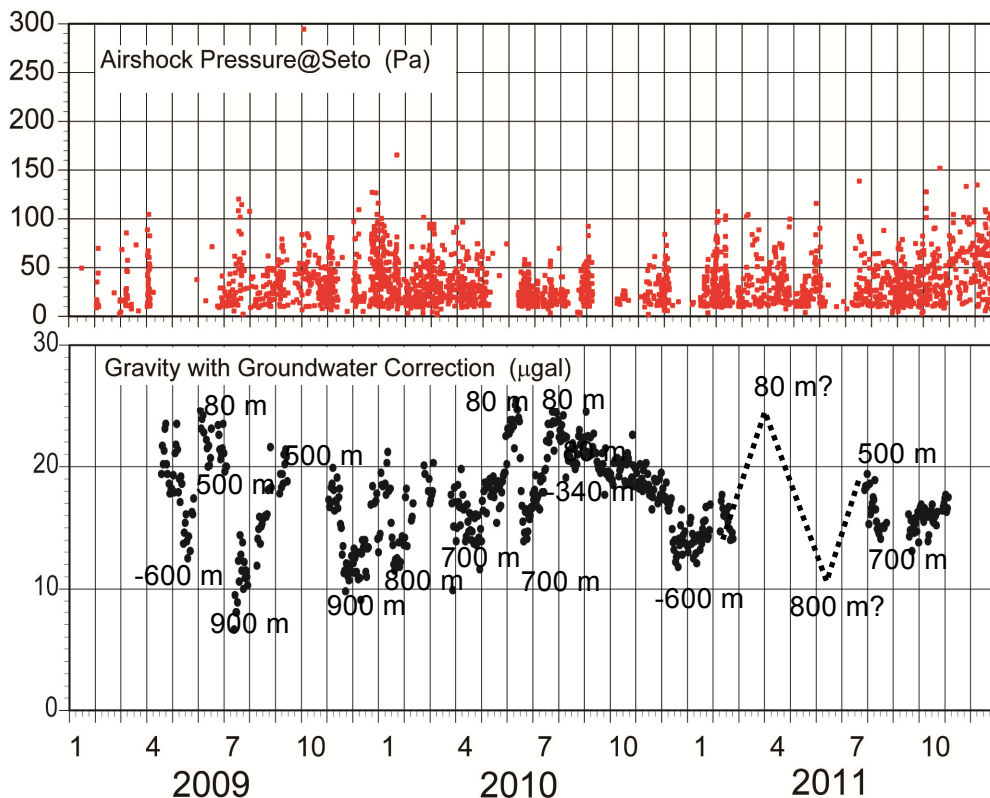 300
Airshock Pressure@Seto (Pa)
250
200
150
100
50
0
30
Gravity with Groundwater Correction (μgal)
80 m?
80 m
80 m
80 m
500 m
500 m
20
500 m
-340 m
700 m
700 m
-600 m
800 m
700 m
10
-600 m
800 m?
900 m
900 m
0
1 4 7 10 1 4 7 10 1 4 7 10
2009 2010 2011